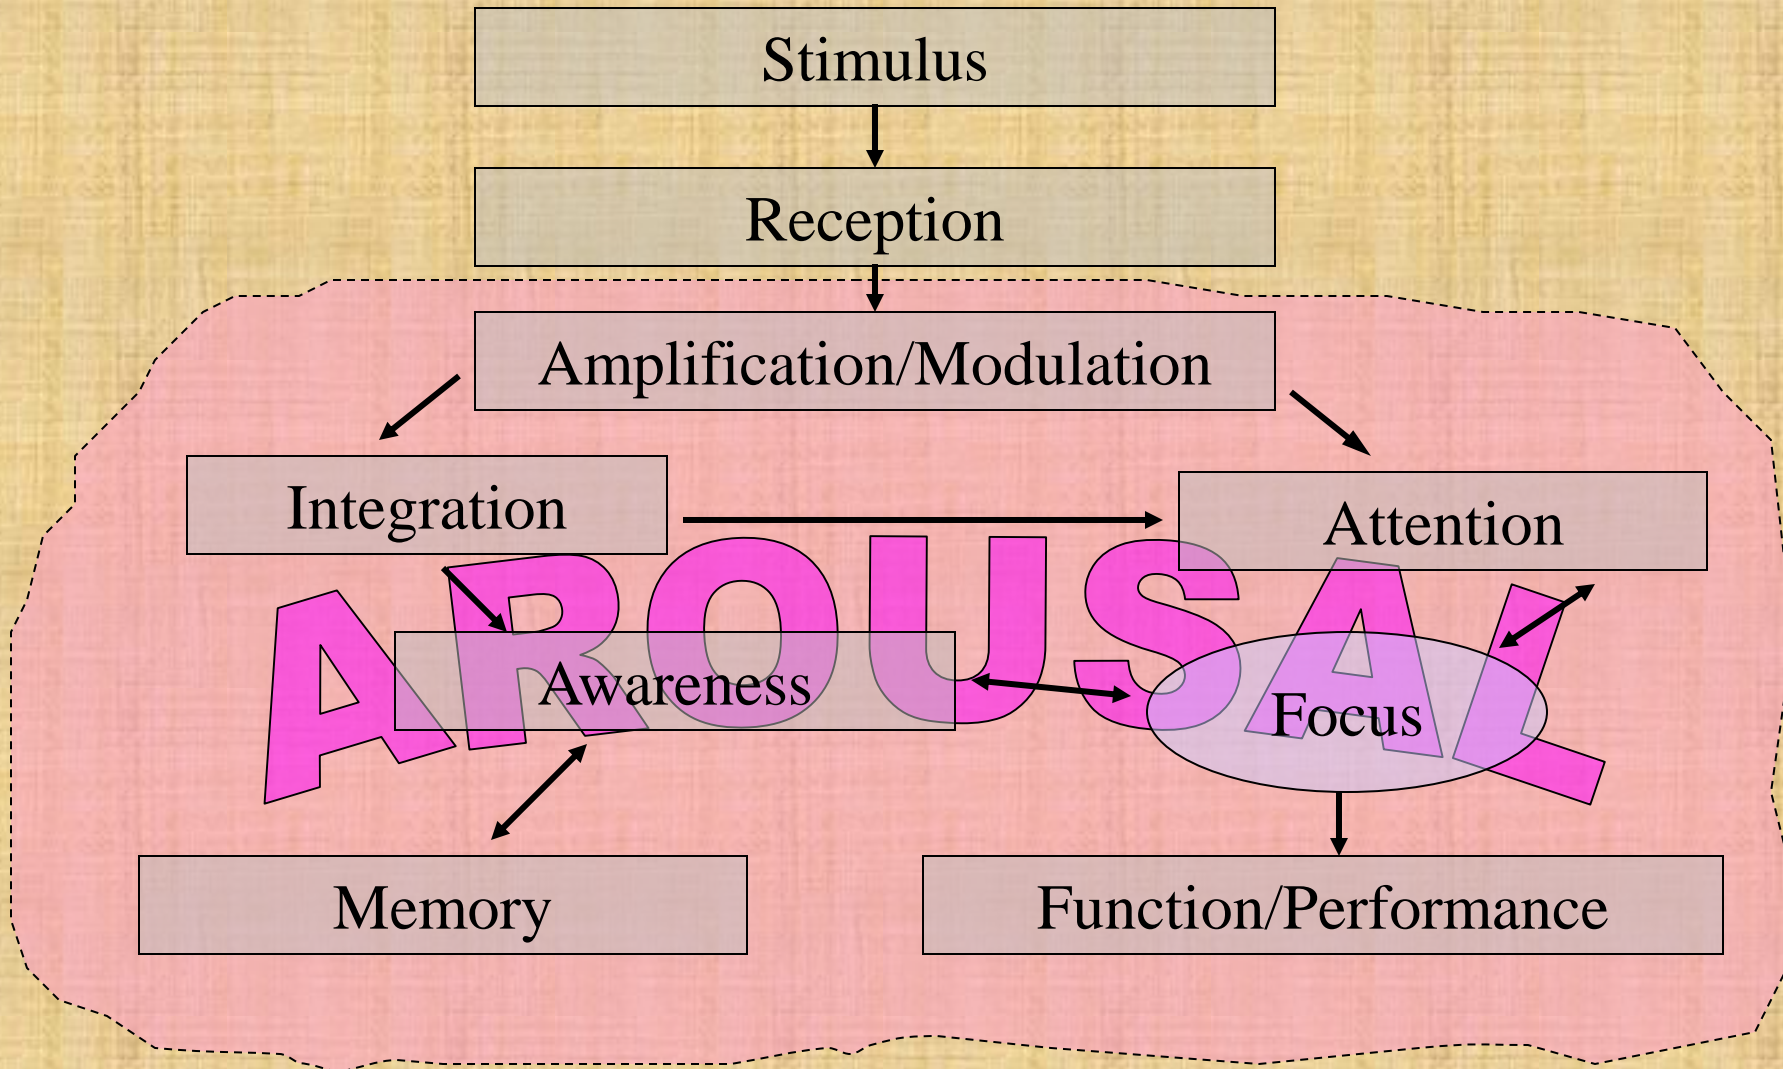 Stimulus
Reception
Amplification/Modulation
Integration
Attention
AROUSAL
Awareness
Focus
Memory
Function/Performance